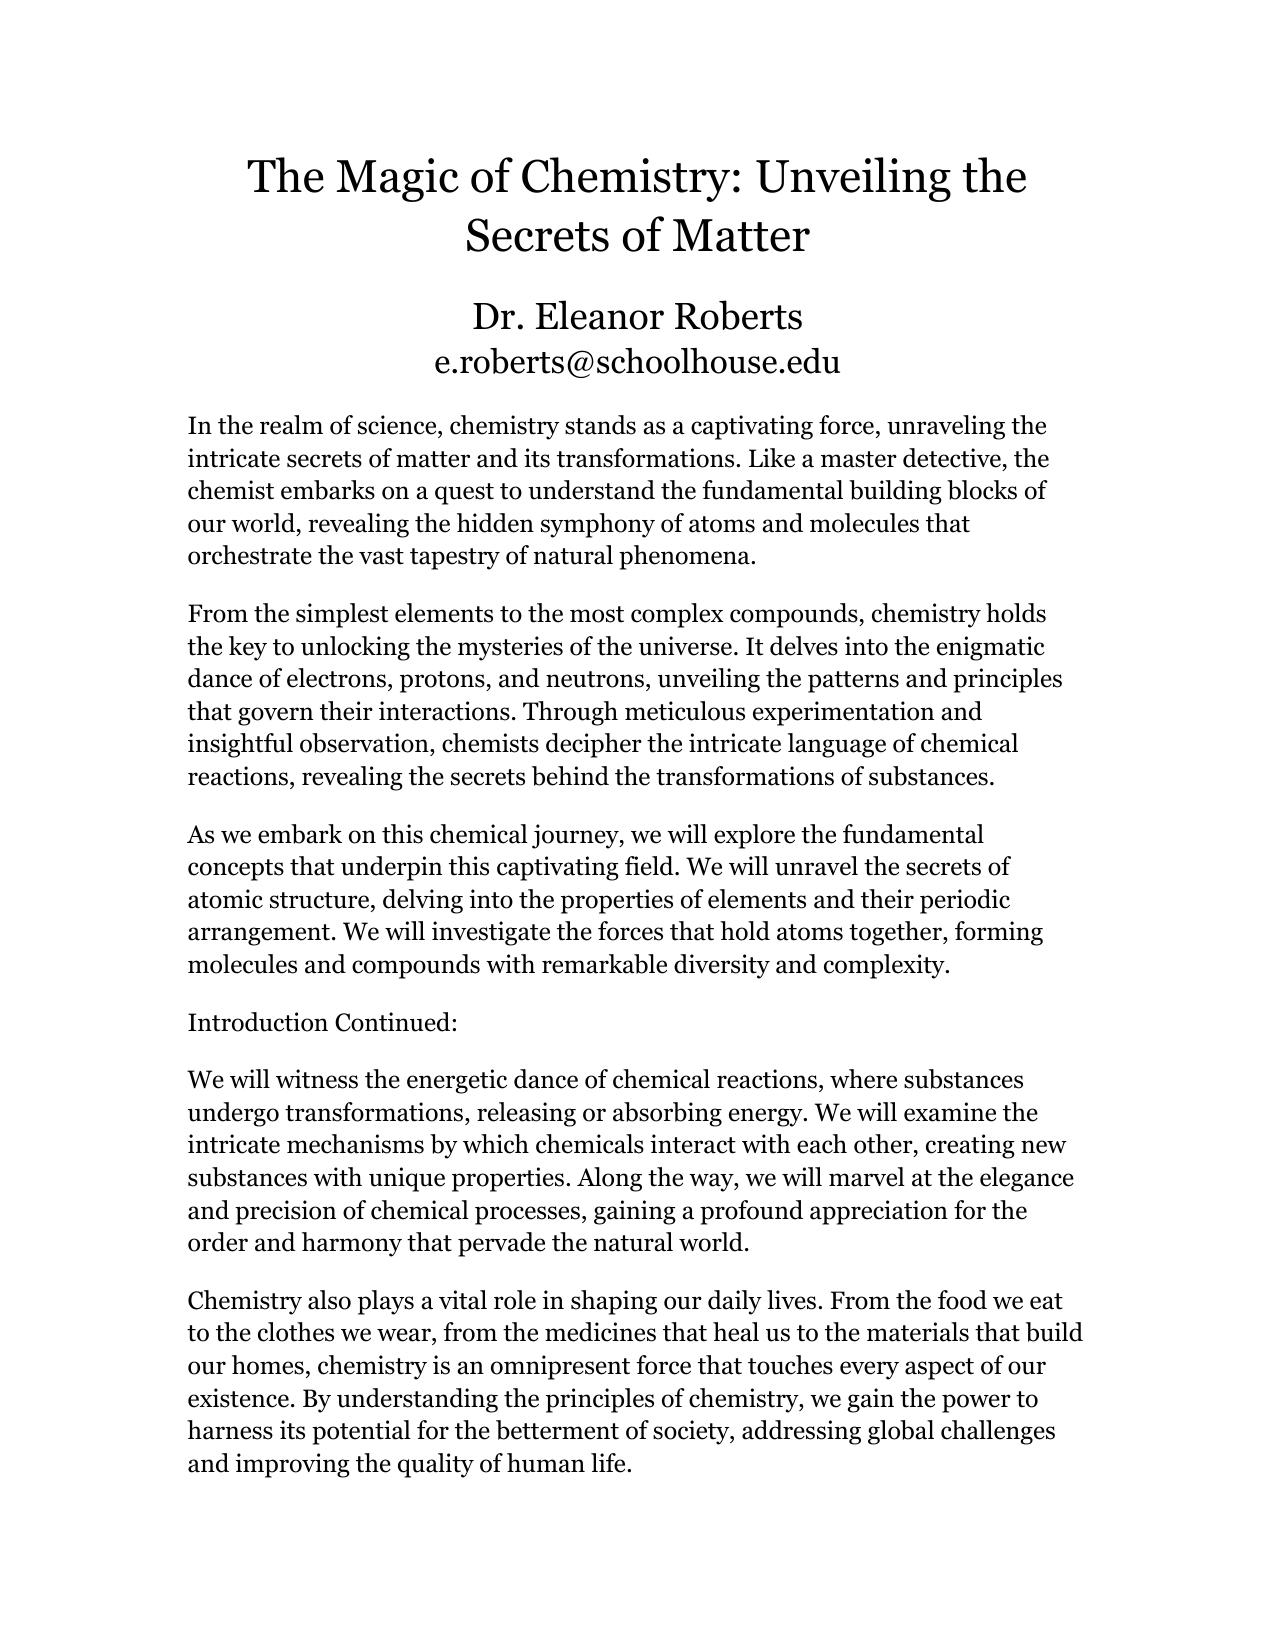 The Magic of Chemistry: Unveiling the
Secrets of Matter
Dr. Eleanor Roberts
e.roberts@schoolhouse.edu
In the realm of science, chemistry stands as a captivating force, unraveling the
intricate secrets of matter and its transformations. Like a master detective, the
chemist embarks on a quest to understand the fundamental building blocks of
our world, revealing the hidden symphony of atoms and molecules that
orchestrate the vast tapestry of natural phenomena.
From the simplest elements to the most complex compounds, chemistry holds
the key to unlocking the mysteries of the universe. It delves into the enigmatic
dance of electrons, protons, and neutrons, unveiling the patterns and principles
that govern their interactions. Through meticulous experimentation and
insightful observation, chemists decipher the intricate language of chemical
reactions, revealing the secrets behind the transformations of substances.
As we embark on this chemical journey, we will explore the fundamental
concepts that underpin this captivating field. We will unravel the secrets of
atomic structure, delving into the properties of elements and their periodic
arrangement. We will investigate the forces that hold atoms together, forming
molecules and compounds with remarkable diversity and complexity.
Introduction Continued:
We will witness the energetic dance of chemical reactions, where substances
undergo transformations, releasing or absorbing energy. We will examine the
intricate mechanisms by which chemicals interact with each other, creating new
substances with unique properties. Along the way, we will marvel at the elegance
and precision of chemical processes, gaining a profound appreciation for the
order and harmony that pervade the natural world.
Chemistry also plays a vital role in shaping our daily lives. From the food we eat
to the clothes we wear, from the medicines that heal us to the materials that build
our homes, chemistry is an omnipresent force that touches every aspect of our
existence. By understanding the principles of chemistry, we gain the power to
harness its potential for the betterment of society, addressing global challenges
and improving the quality of human life.